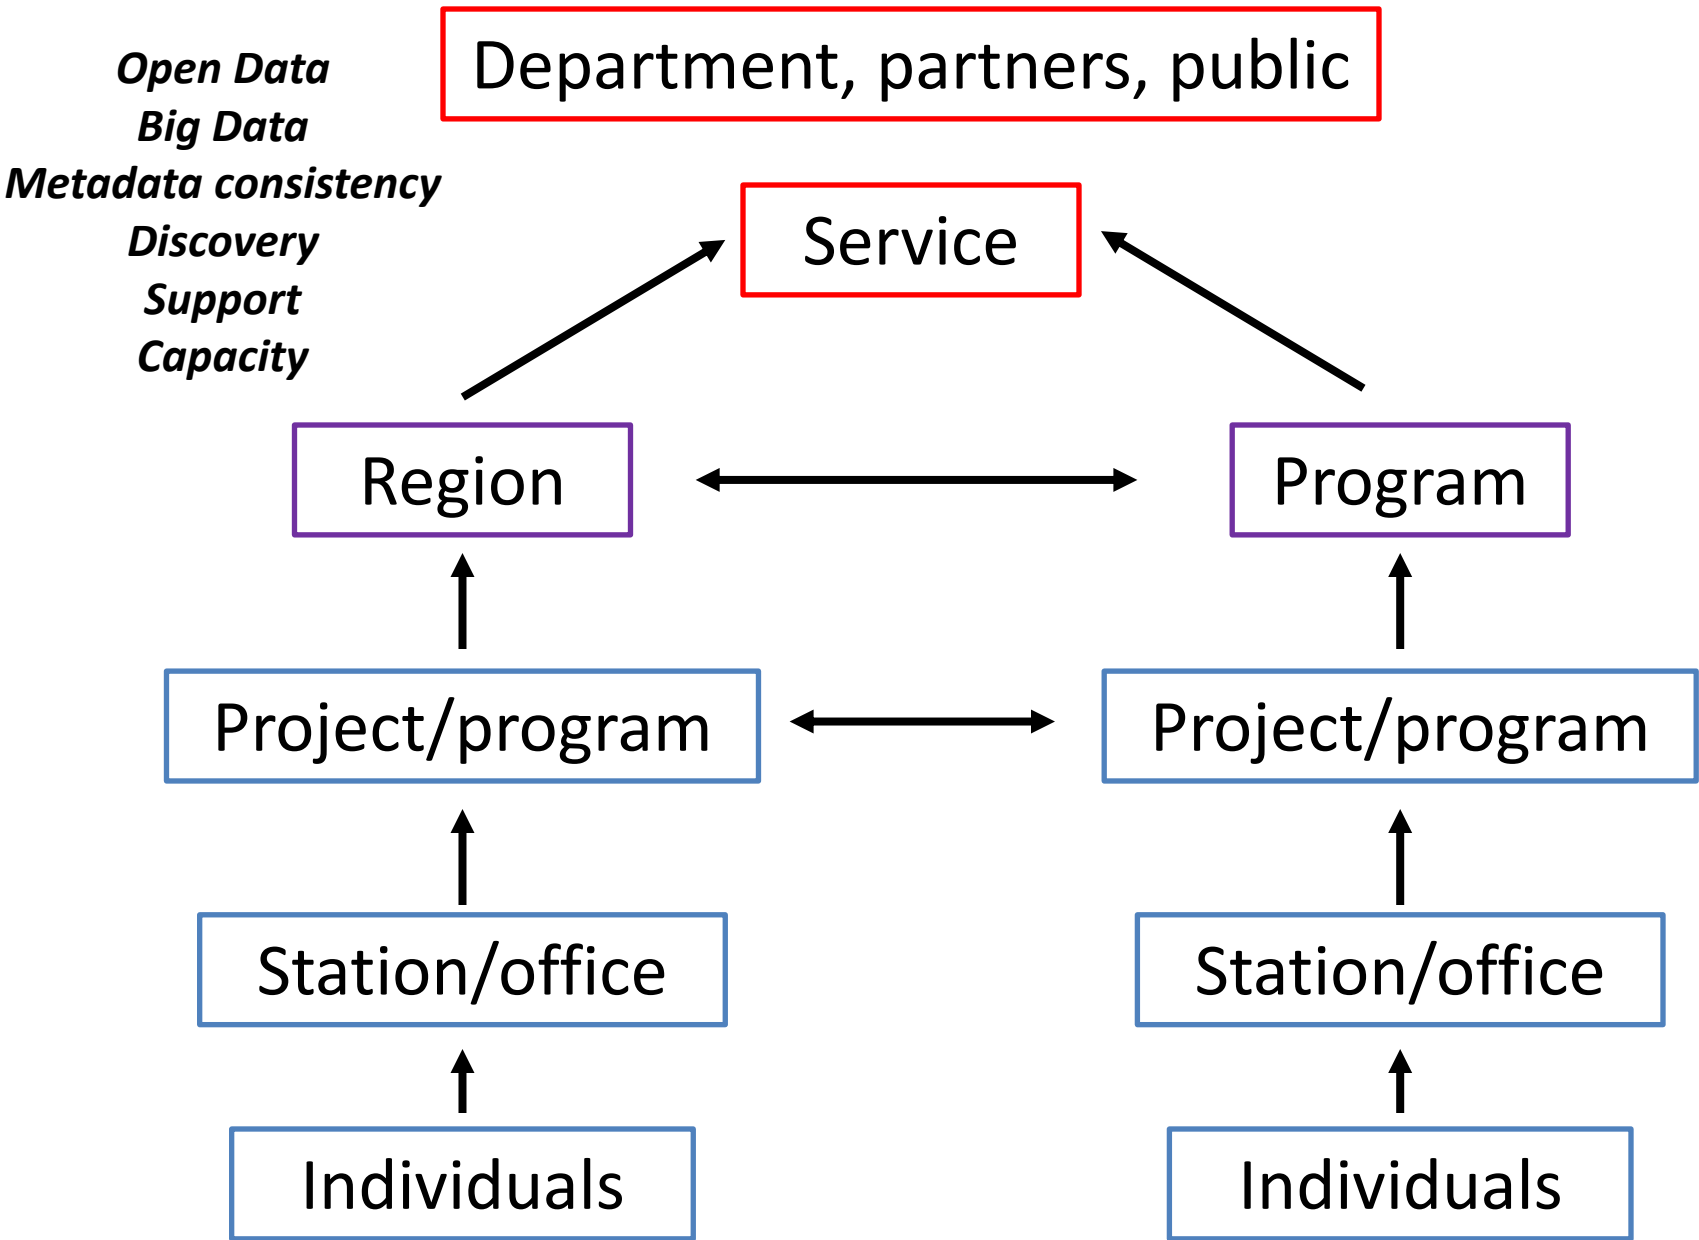 Department, partners, public
Open Data
Big Data
Metadata consistency
Discovery
Support
Capacity
Service
Region
Program
Project/program
Project/program
Station/office
Station/office
Individuals
Individuals